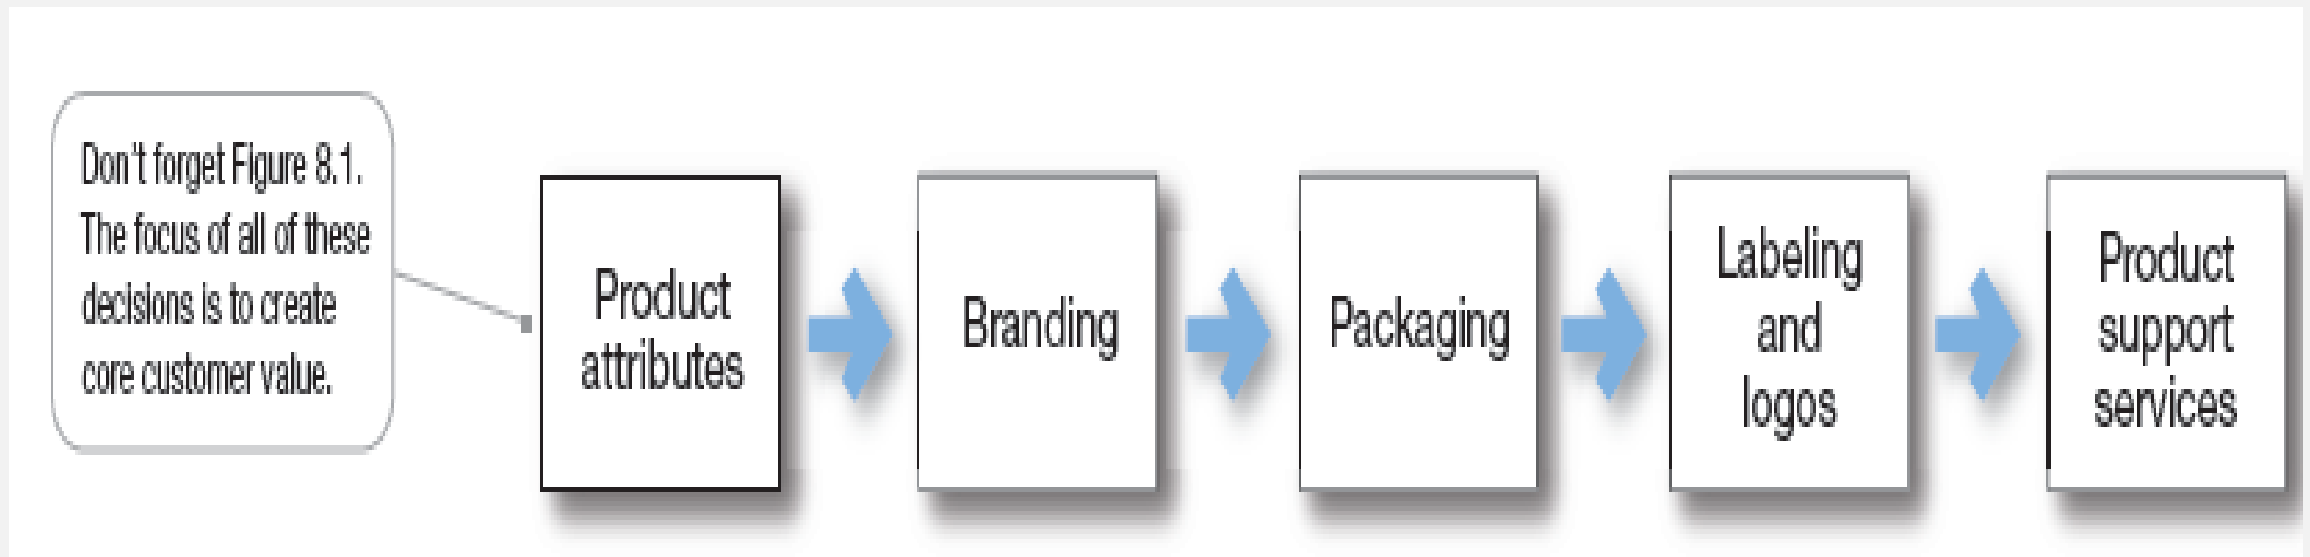 Don't forget Figure 8.1.
The focus of all of these
decisions is to create
core customer value.
Product
attributes
Branding
Packaging
Labeling
and
logos
Product
support
services